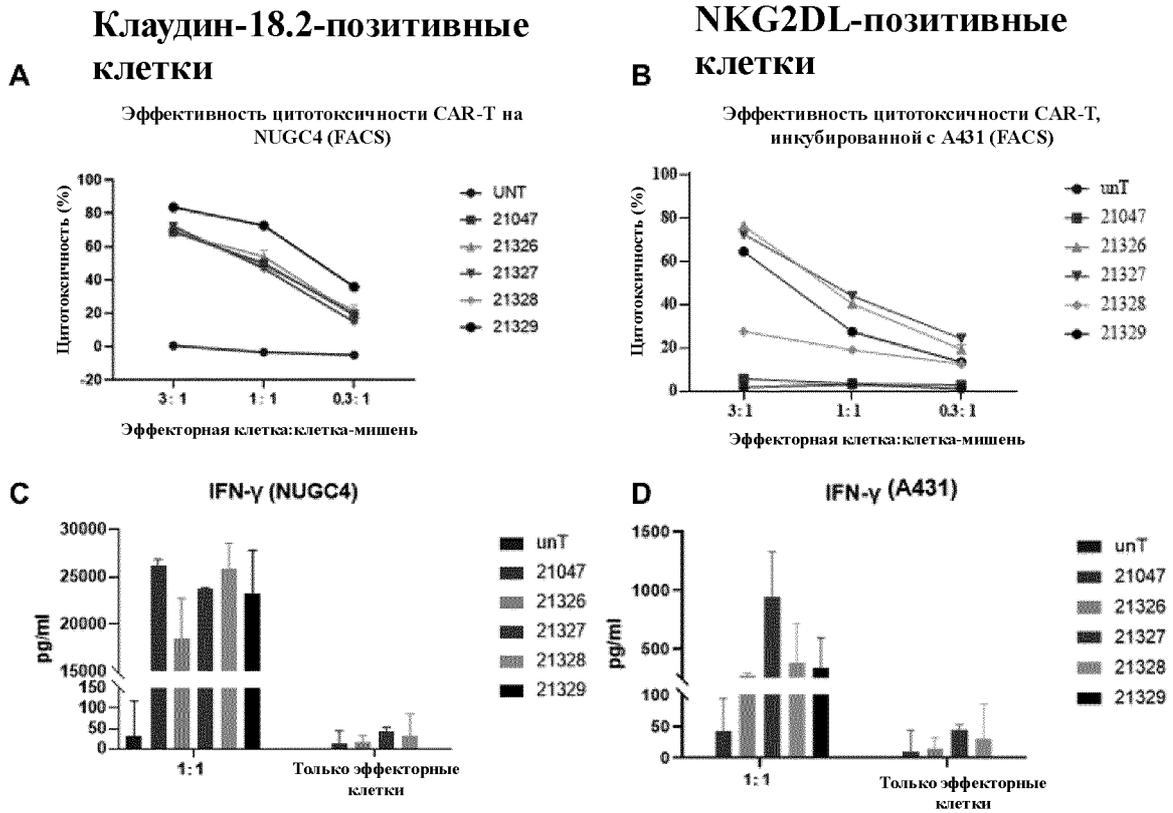 Клаудин-18.2-позитивные
клетки
NKG2DL-позитивные
клетки
A
Эффективность цитотоксичности CAR-T на
NUGC4 (FACS)
Цитотоксичность (%)
100
80
60
40
20
0
-20
3:1
1:1
0.3:1
Эффекторная клетка:клетка-мишень
UNT
21047
21326
21327
21328
21329
B
Эффективность цитотоксичности CAR-T,
инкубированной с A431 (FACS)
Цитотоксичность (%)
100
80
60
40
20
0
3:1
1:1
0.3:1
Эффекторная клетка:клетка-мишень
unT
21047
21326
21327
21328
21329
C
IFN-γ (NUGC4)
pg/ml
30000
25000
20000
15000
150
100
50
0
1:1
Только эффекторные
клетки
unT
21047
21326
21327
21328
21329
D
IFN-γ (A431)
pg/ml
1500
1000
500
100
50
0
1:1
Только эффекторные
клетки
unT
21047
21326
21327
21328
21329